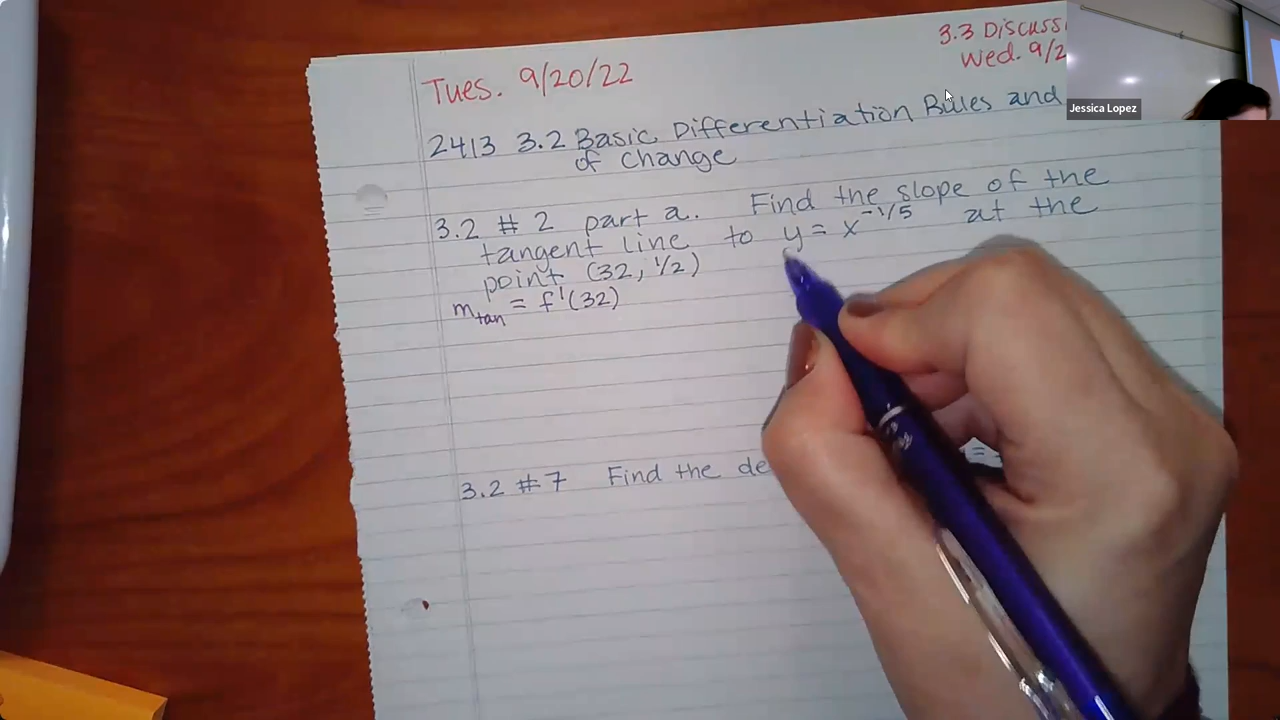 3.3 Discuss
Wed. 9/2
Tues. 9/20/22
Jessica Lopez
2413 3.2 Basic Differentiation Rules and
of Change
3.2 # 2 part a. Find the slope of the
tangent line to y = x^{-1/5} at the
point (32, 1/2)
m_{tan} = f'(32)
3.2 # 7 Find the de
=